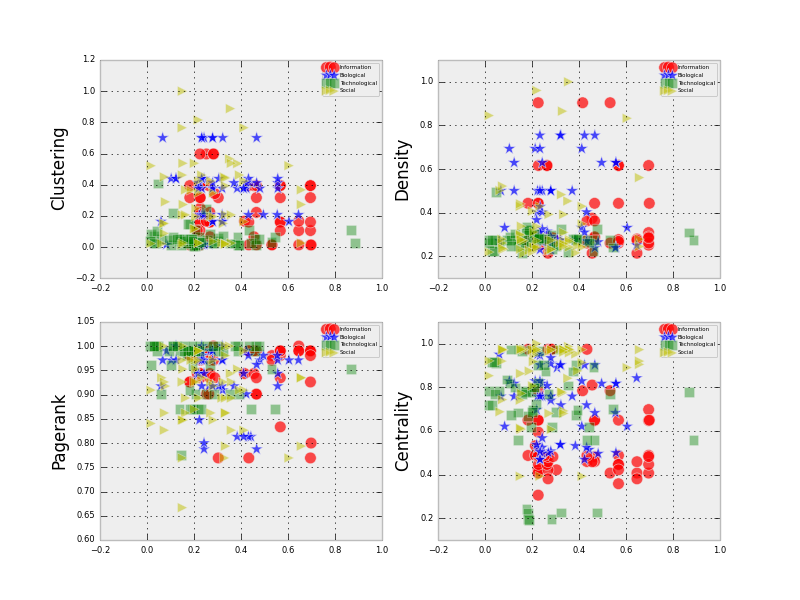 1.2
1.0
0.8
0.6
0.4
0.2
0.0
−0.2
−0.2 0.0 0.2 0.4 0.6 0.8 1.0
Clustering
Information
Biological
Technological
Social
1.0
0.8
0.6
0.4
0.2
−0.2 0.0 0.2 0.4 0.6 0.8 1.0
Density
Information
Biological
Technological
Social
1.05
1.00
0.95
0.90
0.85
0.80
0.75
0.70
0.65
0.60
−0.2 0.0 0.2 0.4 0.6 0.8 1.0
Pagerank
Information
Biological
Technological
Social
1.0
0.8
0.6
0.4
0.2
−0.2 0.0 0.2 0.4 0.6 0.8 1.0
Centrality
Information
Biological
Technological
Social